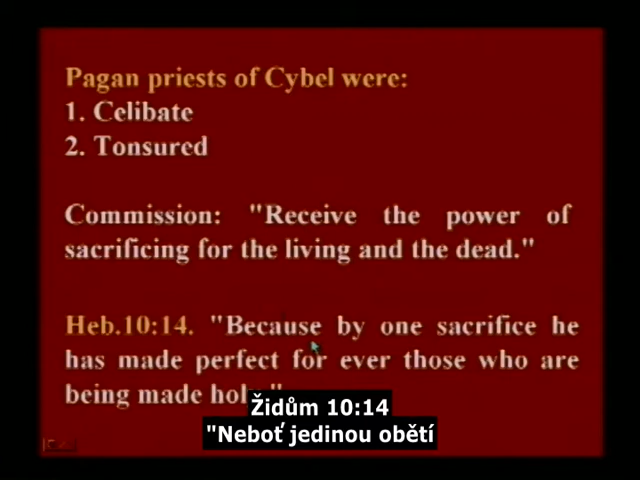 Pagan priests of Cybel were:
1. Celibate
2. Tonsured
Commission: "Receive the power of
sacrificing for the living and the dead."
Heb.10:14. "Because by one sacrifice he
has made perfect for ever those who are
being made holy."
Židům 10:14
"Neboť jedinou obětí